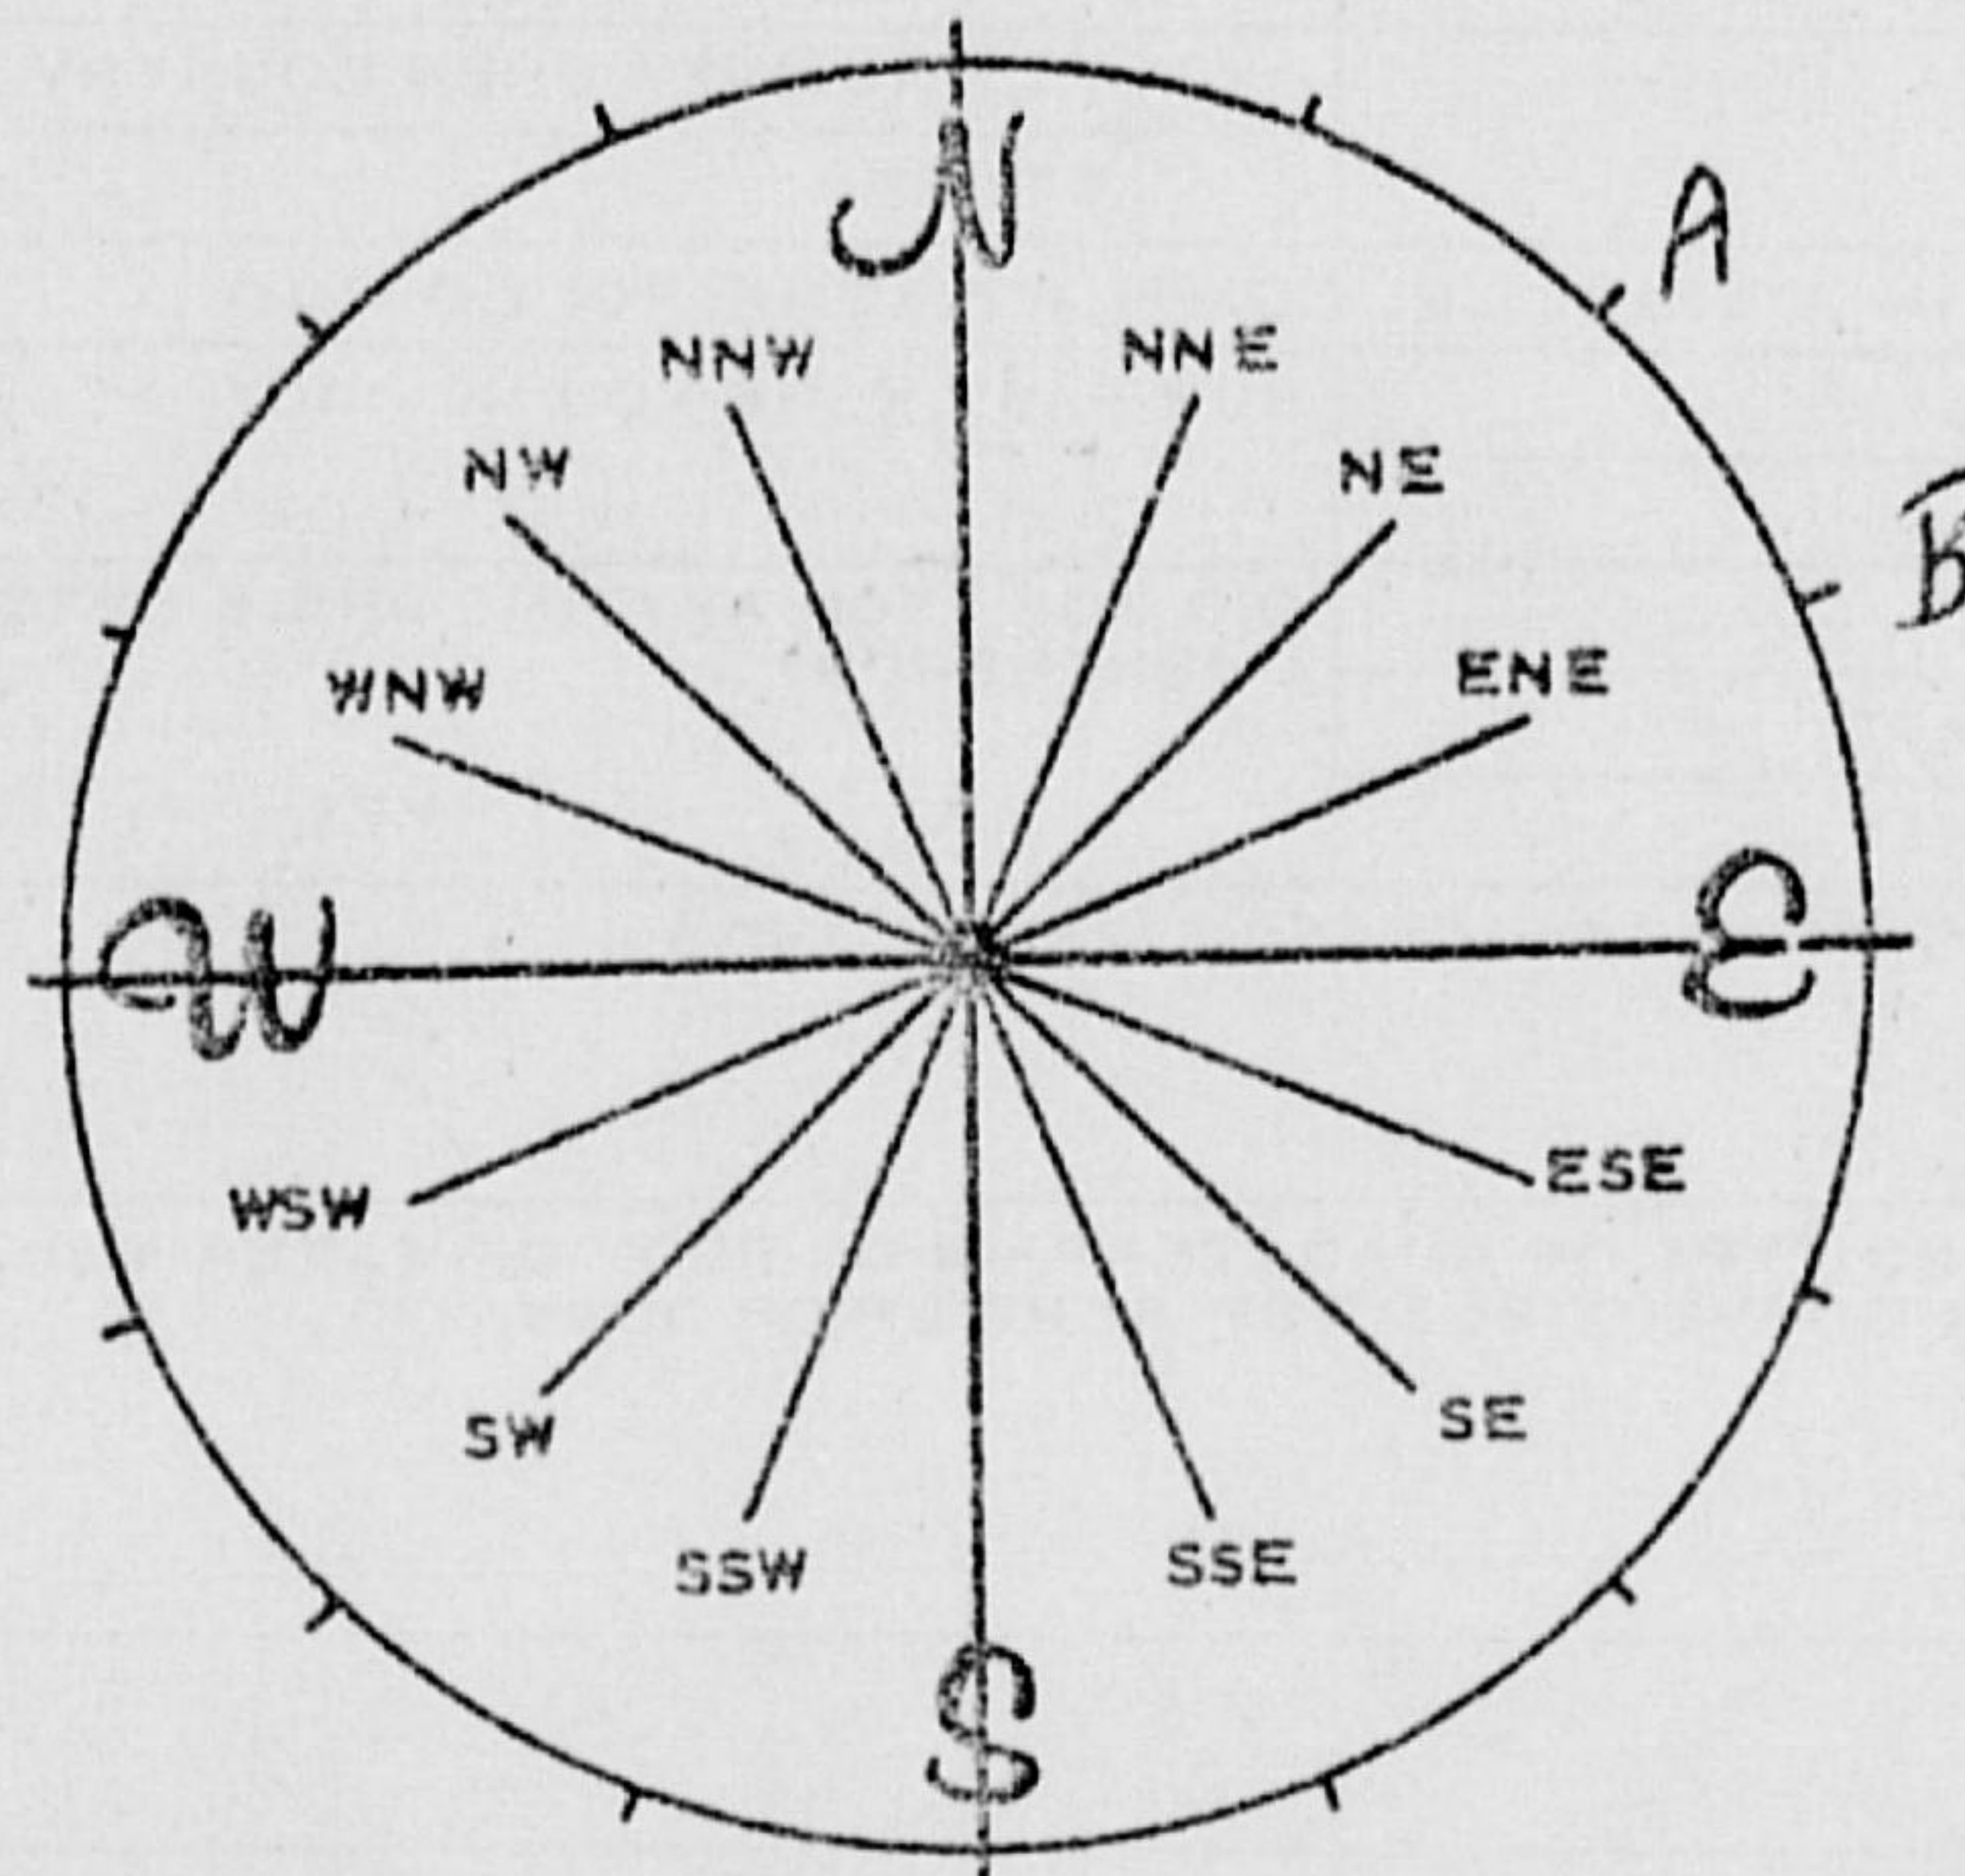 N
A
NNW NNE
NW NE
B
WNW ENE
W E
WSW ESE
SW SE
SSW SSE
S